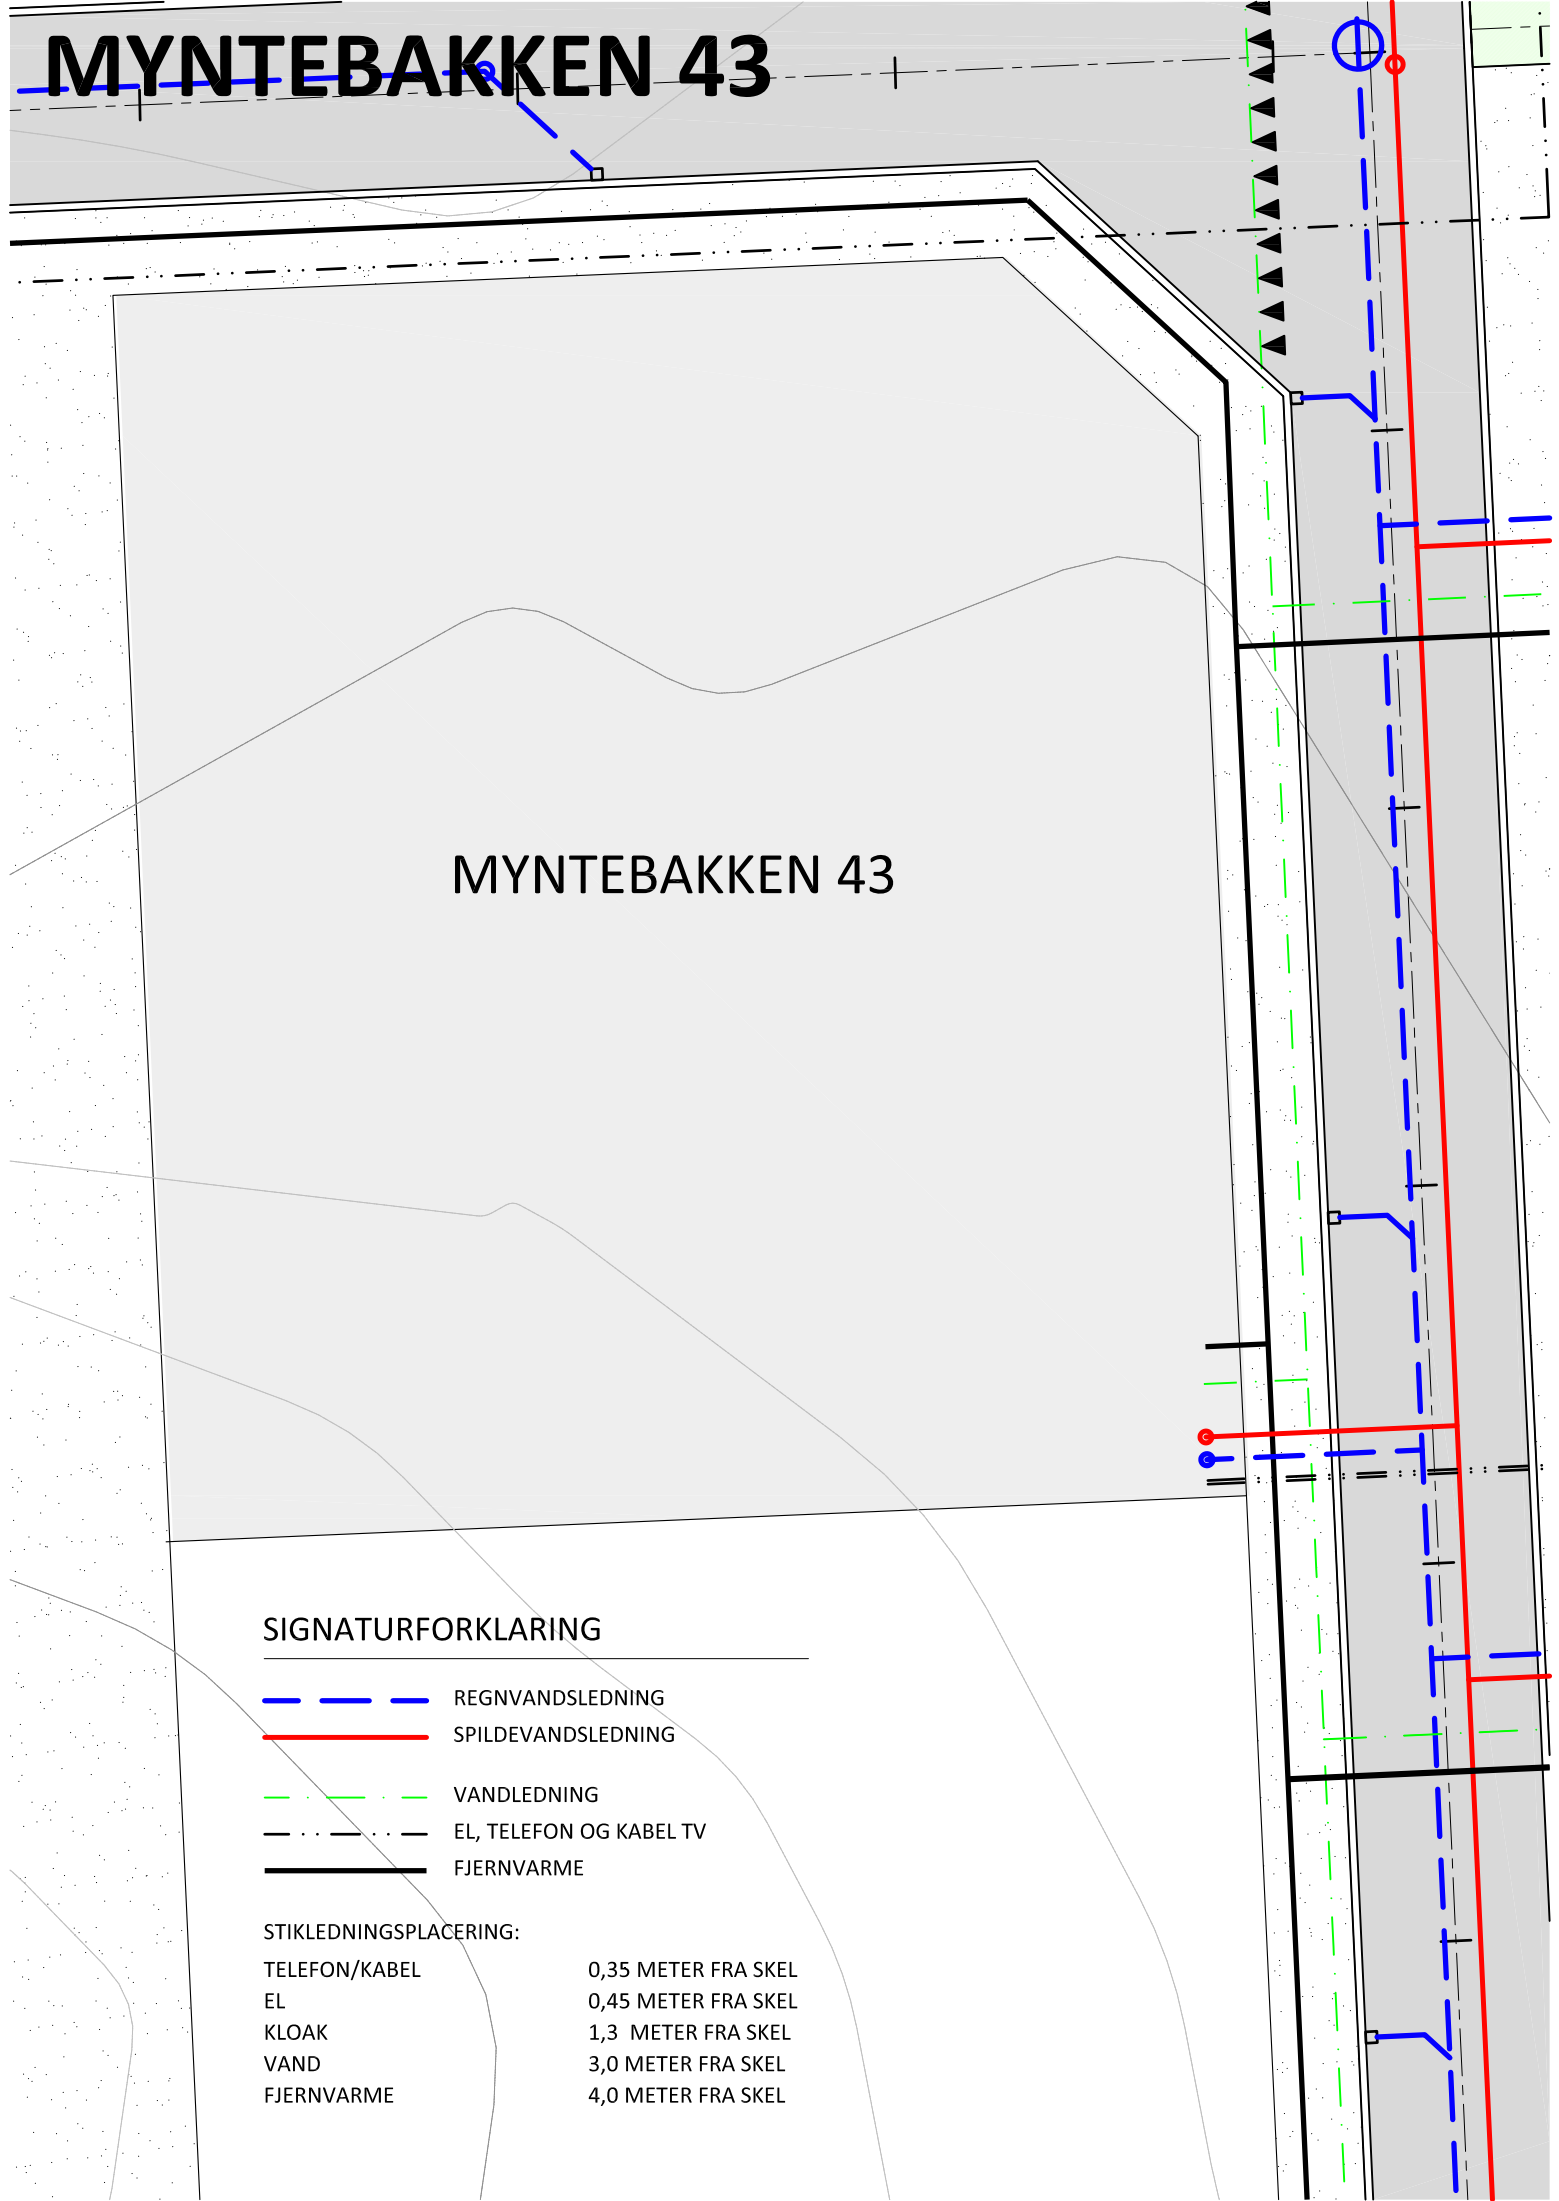 MYNTEBAKKEN 43
MYNTEBAKKEN 43
SIGNATURFORKLARING
REGNVANDSLEDNING
SPILDEVANDSLEDNING
VANDLEDNING
EL, TELEFON OG KABEL TV
FJERNVARME
STIKLEDNINGSPLACERING:
TELEFON/KABEL 0,35 METER FRA SKEL
EL 0,45 METER FRA SKEL
KLOAK 1,3 METER FRA SKEL
VAND 3,0 METER FRA SKEL
FJERNVARME 4,0 METER FRA SKEL